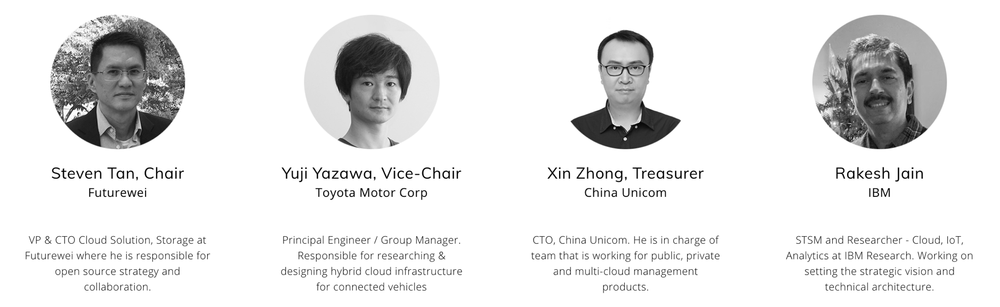 Steven Tan, Chair
Futurewei
VP & CTO Cloud Solution, Storage at
Futurewei where he is responsible for
open source strategy and
collaboration.
Yuji Yazawa, Vice-Chair
Toyota Motor Corp
Principal Engineer / Group Manager.
Responsible for researching &
designing hybrid cloud infrastructure
for connected vehicles
Xin Zhong, Treasurer
China Unicom
CTO, China Unicom. He is in charge of
team that is working for public, private
and multi-cloud management
products.
Rakesh Jain
IBM
STSM and Researcher - Cloud, IoT,
Analytics at IBM Research. Working on
setting the strategic vision and
technical architecture.